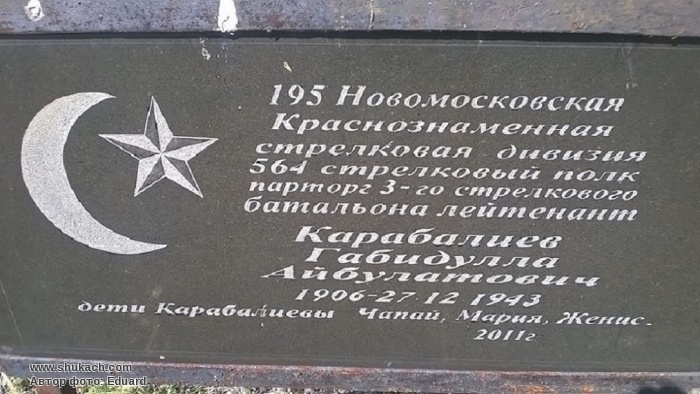 195 Новомосковская
Краснознаменная
стрелковая дивизия
564 стрелковый полк
парторг 3-го стрелкового
батальона лейтенант
Карабалиев
Габидулла
Айбулатович
1906-27 12 1943
дети Карабалиевы Чапай, Мария, Женис.
2011г
www.shukach.com
Автор фото: Eduard.